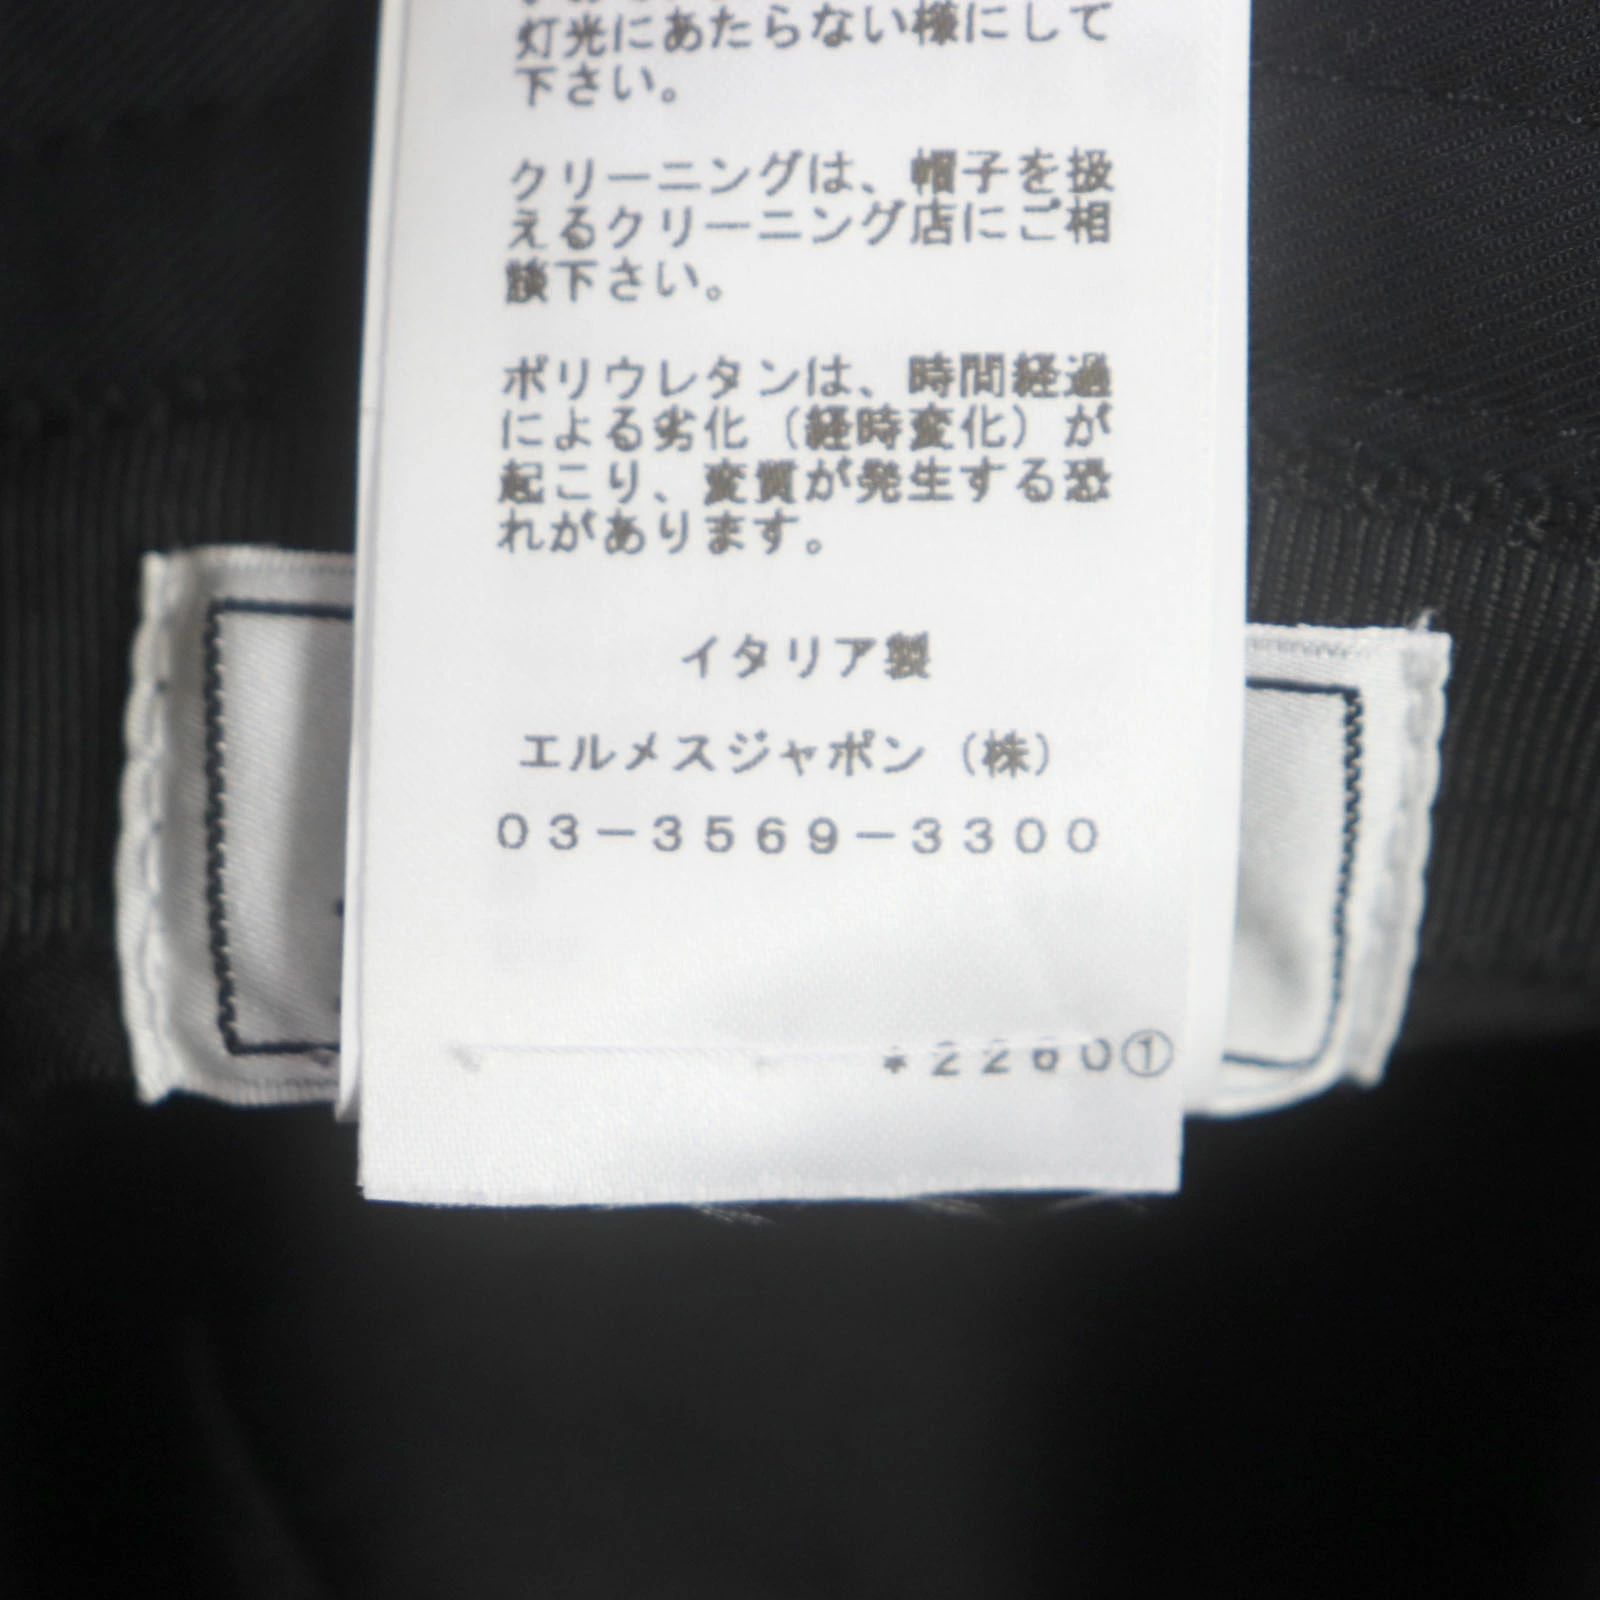 灯光にあたらない様にして
下さい。
クリーニングは、帽子を扱
えるクリーニング店にご相
談下さい。
ポリウレタンは、時間経過
による劣化（経時変化）が
起こり、変質が発生する恐
れがあります。
イタリア製
エルメスジャポン（株）
03-3569-3300
*2260①